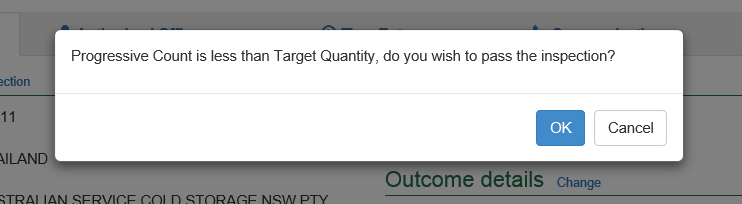 Progressive Count is less than Target Quantity, do you wish to pass the inspection?
OK Cancel
ection
11
AILAND
Outcome details Change
STRALIAN SERVICE COLD STORAGE NSW PTY